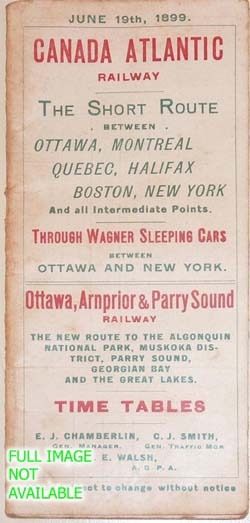 JUNE 19th, 1899.
CANADA ATLANTIC
RAILWAY
THE SHORT ROUTE
. BETWEEN .
OTTAWA, MONTREAL
QUEBEC, HALIFAX
BOSTON, NEW YORK
And all Intermediate Points.
THROUGH WAGNER SLEEPING CARS
BETWEEN
OTTAWA AND NEW YORK.
Ottawa, Arnprior & Parry Sound
RAILWAY
THE NEW ROUTE TO THE ALGONQUIN
NATIONAL PARK, MUSKOKA DIS-
TRICT, PARRY SOUND,
GEORGIAN BAY
AND THE GREAT LAKES.
TIME TABLES
E. J. CHAMBERLIN, C. J. SMITH,
GEN. MANAGER. GEN. TRAFFIC MGR
E. WALSH,
A. G. P. A.
ect to change without notice
FULL IMAGE
NOT
AVAILABLE